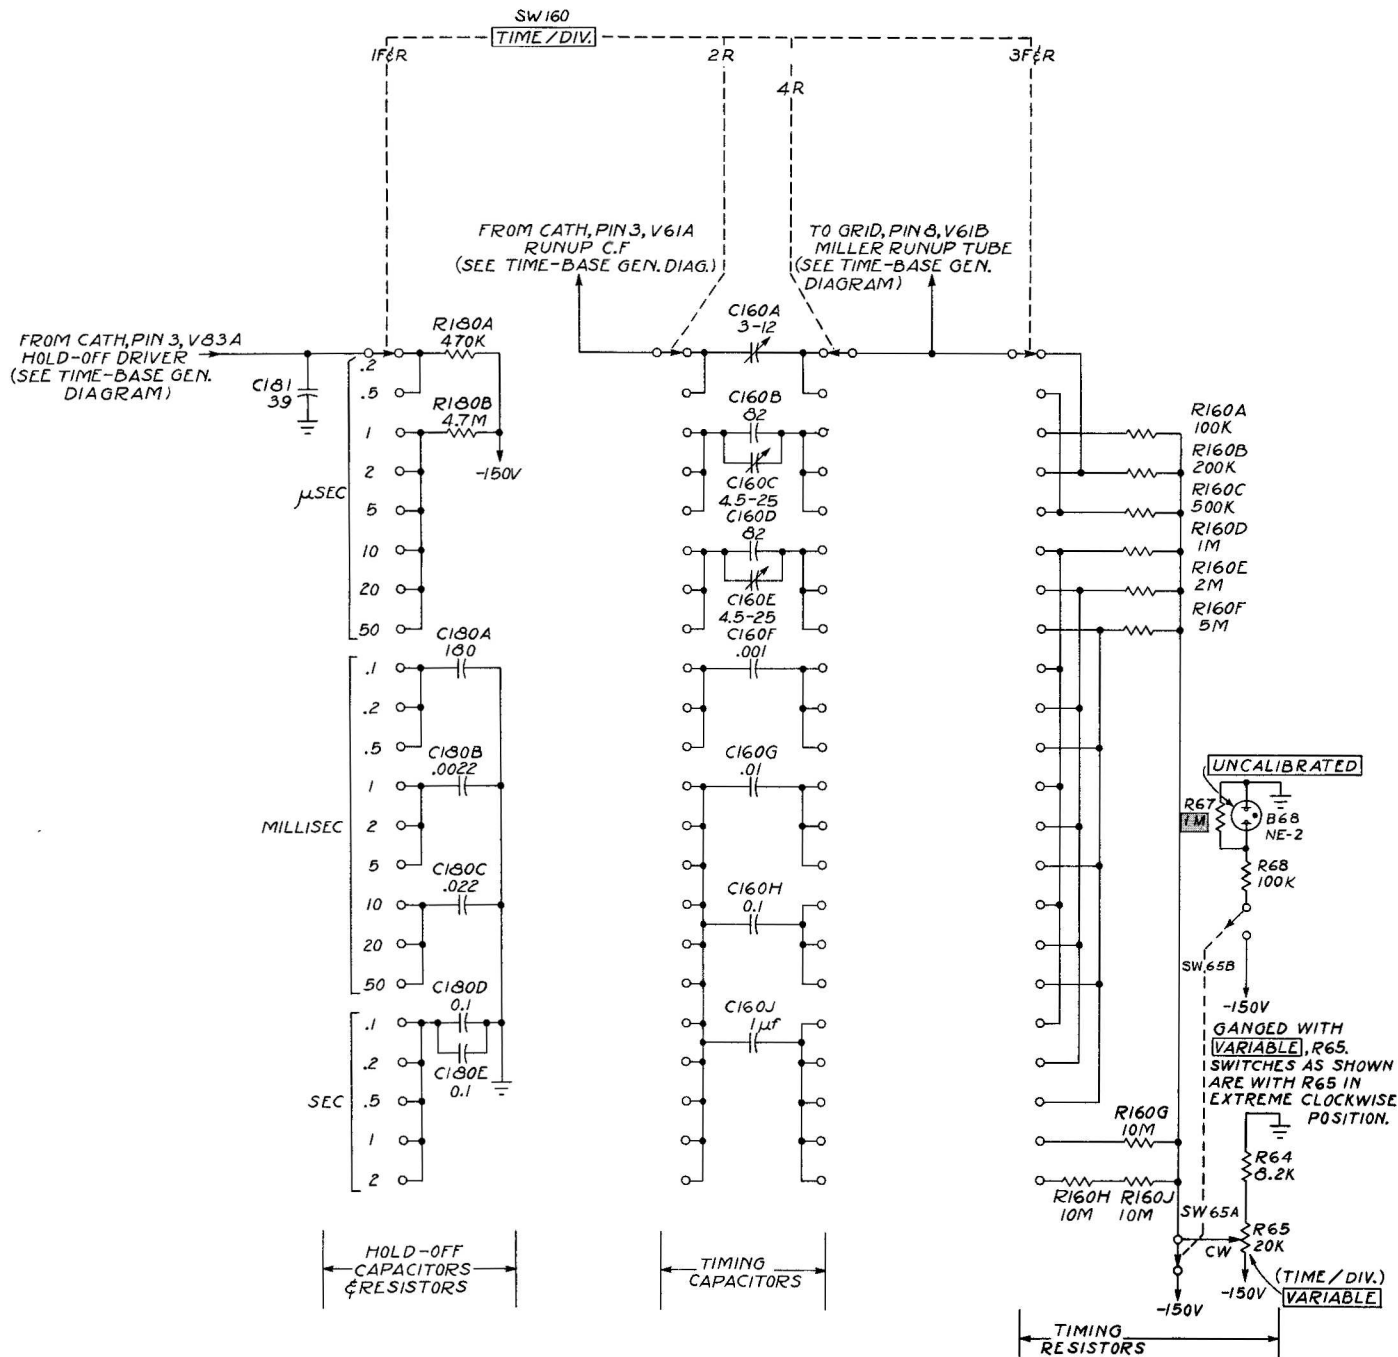 SW160
TIME/DIV.
1F&R
2R
3F&R
4R
FROM CATH, PIN 3, V61A
RUNUP C.F
(SEE TIME-BASE GEN. DIAG.)
TO GRID, PIN 8, V61B
MILLER RUNUP TUBE
(SEE TIME-BASE GEN.
DIAGRAM)
FROM CATH, PIN 3, V83A
HOLD-OFF DRIVER
(SEE TIME-BASE GEN.
DIAGRAM)
C181
39
μSEC
.2
.5
1
2
5
10
20
50
MILLISEC
.1
.2
.5
1
2
5
10
20
50
SEC
.1
.2
.5
1
2
R180A
470K
R180B
4.7M
-150V
C180A
180
C180B
.0022
C180C
.022
C180D
0.1
C180E
0.1
C160A
3-12
C160B
82
C160C
4.5-25
C160D
82
C160E
4.5-25
C160F
.001
C160G
.01
C160H
0.1
C160J
1 μf
R160A
100K
R160B
200K
R160C
500K
R160D
1M
R160E
2M
R160F
5M
R160G
10M
R160H
10M
R160J
10M
UNCALIBRATED
R67
1M
B68
NE-2
R68
100K
SW65B
-150V
GANGED WITH
VARIABLE, R65.
SWITCHES AS SHOWN
ARE WITH R65 IN
EXTREME CLOCKWISE
POSITION.
R64
8.2K
SW65A
CW
R65
20K
-150V
-150V
(TIME/DIV.)
VARIABLE
HOLD-OFF
CAPACITORS
&RESISTORS
TIMING
CAPACITORS
TIMING
RESISTORS